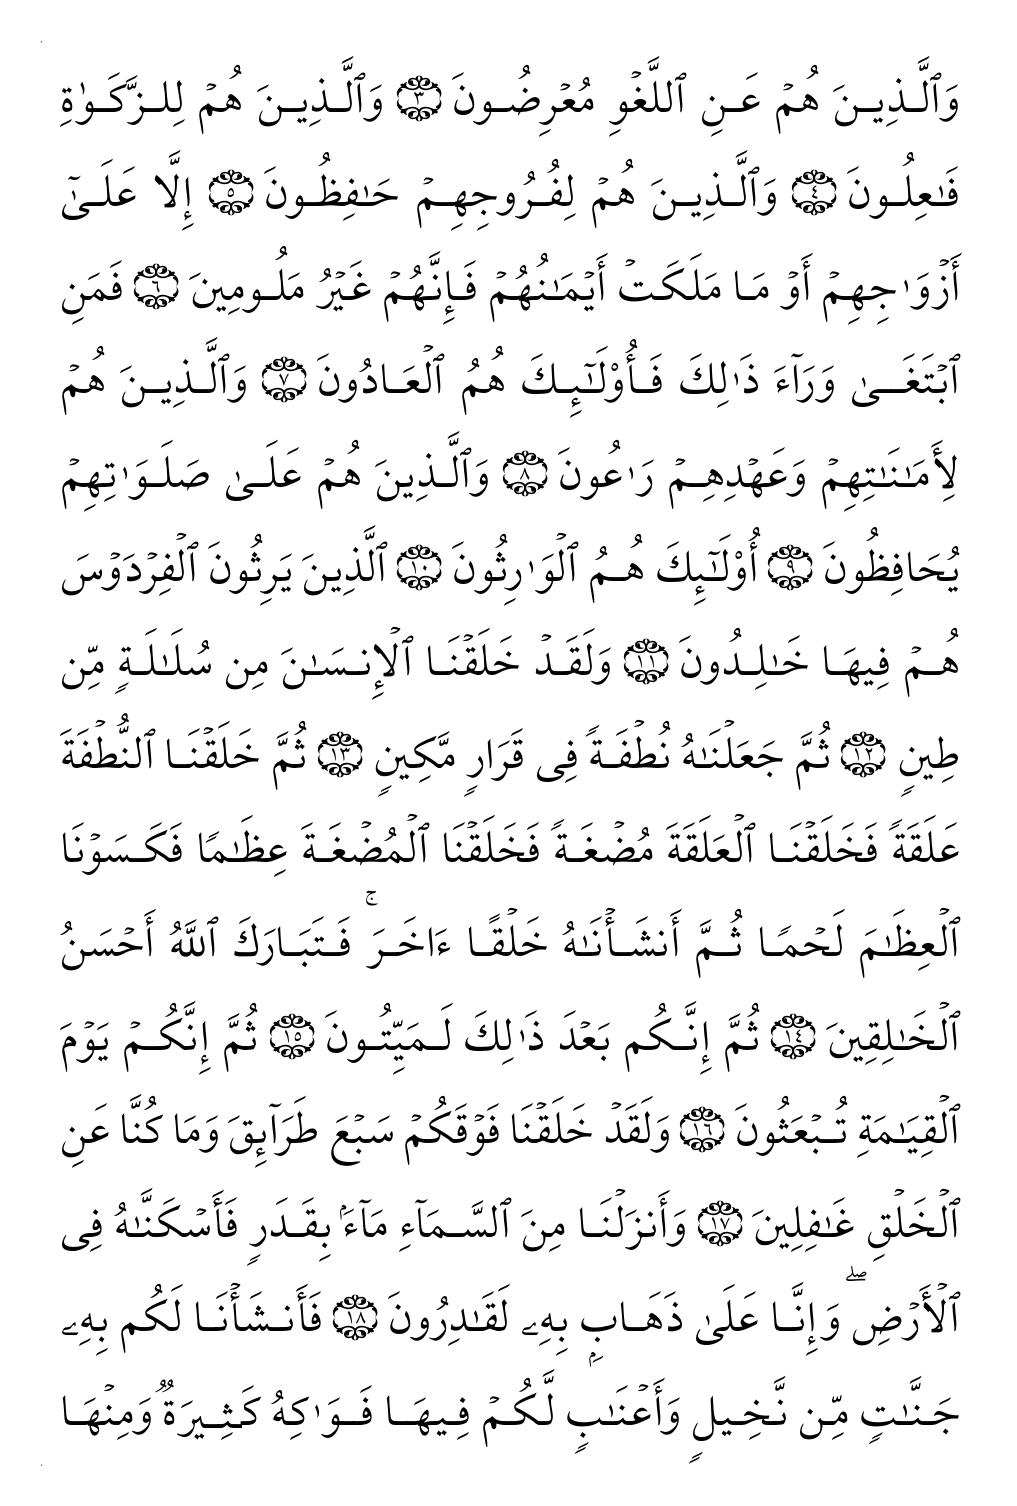 وَٱلَّذِينَ هُمۡ عَنِ ٱللَّغۡوِ مُعۡرِضُونَ ٣ وَٱلَّذِينَ هُمۡ لِلزَّكَوٰةِ
فَٰعِلُونَ ٤ وَٱلَّذِينَ هُمۡ لِفُرُوجِهِمۡ حَٰفِظُونَ ٥ إِلَّا عَلَىٰٓ
أَزۡوَٰجِهِمۡ أَوۡ مَا مَلَكَتۡ أَيۡمَٰنُهُمۡ فَإِنَّهُمۡ غَيۡرُ مَلُومِينَ ٦ فَمَنِ
ٱبۡتَغَىٰ وَرَآءَ ذَٰلِكَ فَأُوْلَٰٓئِكَ هُمُ ٱلۡعَادُونَ ٧ وَٱلَّذِينَ هُمۡ
لِأَمَٰنَٰتِهِمۡ وَعَهۡدِهِمۡ رَٰعُونَ ٨ وَٱلَّذِينَ هُمۡ عَلَىٰ صَلَوَٰتِهِمۡ
يُحَافِظُونَ ٩ أُوْلَٰٓئِكَ هُمُ ٱلۡوَٰرِثُونَ ١٠ ٱلَّذِينَ يَرِثُونَ ٱلۡفِرۡدَوۡسَ
هُمۡ فِيهَا خَٰلِدُونَ ١١ وَلَقَدۡ خَلَقۡنَا ٱلۡإِنسَٰنَ مِن سُلَٰلَةٖ مِّن
طِينٖ ١٢ ثُمَّ جَعَلۡنَٰهُ نُطۡفَةٗ فِي قَرَارٖ مَّكِينٖ ١٣ ثُمَّ خَلَقۡنَا ٱلنُّطۡفَةَ
عَلَقَةٗ فَخَلَقۡنَا ٱلۡعَلَقَةَ مُضۡغَةٗ فَخَلَقۡنَا ٱلۡمُضۡغَةَ عِظَٰمٗا فَكَسَوۡنَا
ٱلۡعِظَٰمَ لَحۡمٗا ثُمَّ أَنشَأۡنَٰهُ خَلۡقًا ءَاخَرَۚ فَتَبَارَكَ ٱللَّهُ أَحۡسَنُ
ٱلۡخَٰلِقِينَ ١٤ ثُمَّ إِنَّكُم بَعۡدَ ذَٰلِكَ لَمَيِّتُونَ ١٥ ثُمَّ إِنَّكُمۡ يَوۡمَ
ٱلۡقِيَٰمَةِ تُبۡعَثُونَ ١٦ وَلَقَدۡ خَلَقۡنَا فَوۡقَكُمۡ سَبۡعَ طَرَآئِقَ وَمَا كُنَّا عَنِ
ٱلۡخَلۡقِ غَٰفِلِينَ ١٧ وَأَنزَلۡنَا مِنَ ٱلسَّمَآءِ مَآءَۢ بِقَدَرٖ فَأَسۡكَنَّٰهُ فِي
ٱلۡأَرۡضِۖ وَإِنَّا عَلَىٰ ذَهَابِۭ بِهِۦ لَقَٰدِرُونَ ١٨ فَأَنشَأۡنَا لَكُم بِهِۦ
جَنَّٰتٖ مِّن نَّخِيلٖ وَأَعۡنَٰبٖ لَّكُمۡ فِيهَا فَوَٰكِهُ كَثِيرَةٞ وَمِنۡهَا